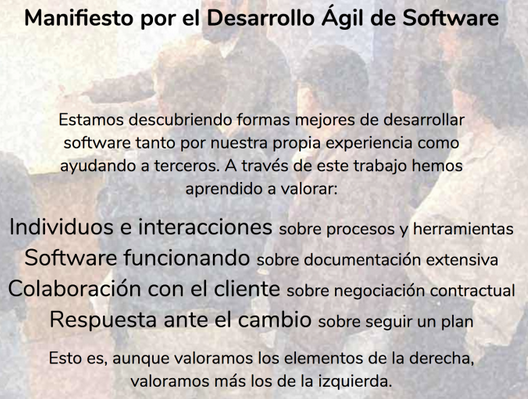 Manifiesto por el Desarrollo Ágil de Software
Estamos descubriendo formas mejores de desarrollar
software tanto por nuestra propia experiencia como
ayudando a terceros. A través de este trabajo hemos
aprendido a valorar:
Individuos e interacciones sobre procesos y herramientas
Software funcionando sobre documentación extensiva
Colaboración con el cliente sobre negociación contractual
Respuesta ante el cambio sobre seguir un plan
Esto es, aunque valoramos los elementos de la derecha,
valoramos más los de la izquierda.